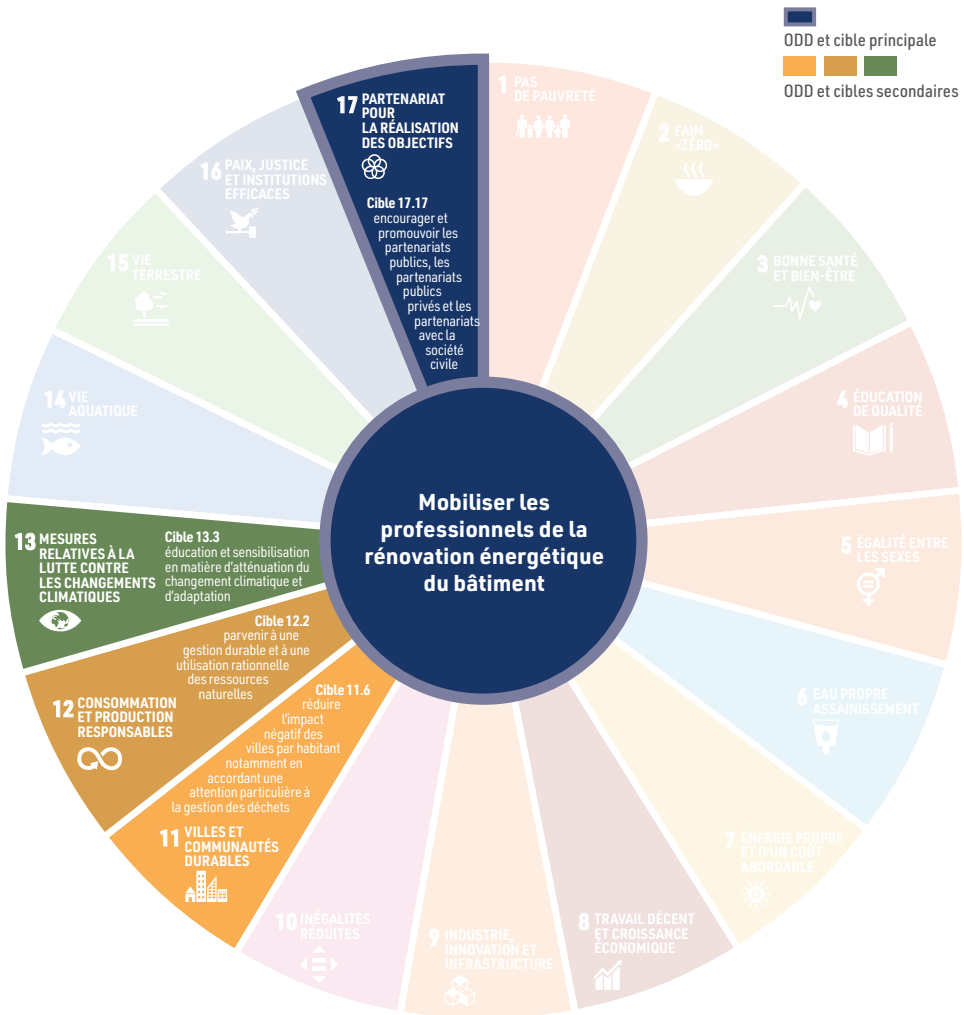 ODD et cible principale
ODD et cibles secondaires
1 PAS
DE PAUVRETÉ
2 FAIM
«ZÉRO»
3 BONNE SANTÉ
ET BIEN-ÊTRE
4 ÉDUCATION
DE QUALITÉ
5 ÉGALITÉ ENTRE
LES SEXES
6 EAU PROPRE
ASSAINISSEMENT
7 ÉNERGIE PROPRE
ET D'UN COÛT
ABORDABLE
8 TRAVAIL DÉCENT
ET CROISSANCE
ÉCONOMIQUE
9 INDUSTRIE,
INNOVATION ET
INFRASTRUCTURE
10 INÉGALITÉS
RÉDUITES
11 VILLES ET
COMMUNAUTÉS
DURABLES
Cible 11.6
réduire
l'impact
négatif des
villes par habitant
notamment en
accordant une
attention particulière à
la gestion des déchets
12 CONSOMMATION
ET PRODUCTION
RESPONSABLES
Cible 12.2
parvenir à une
gestion durable et à une
utilisation rationnelle
des ressources
naturelles
13 MESURES
RELATIVES À LA
LUTTE CONTRE
LES CHANGEMENTS
CLIMATIQUES
Cible 13.3
éducation et sensibilisation
en matière d'atténuation du
changement climatique et
d'adaptation
14 VIE
AQUATIQUE
15 VIE
TERRESTRE
16 PAIX, JUSTICE
ET INSTITUTIONS
EFFICACES
17 PARTENARIAT
POUR
LA RÉALISATION
DES OBJECTIFS
Cible 17.17
encourager et
promouvoir les
partenariats
publics, les
partenariats
publics
privés et les
partenariats
avec la
société
civile
Mobiliser les
professionnels de la
rénovation énergétique
du bâtiment